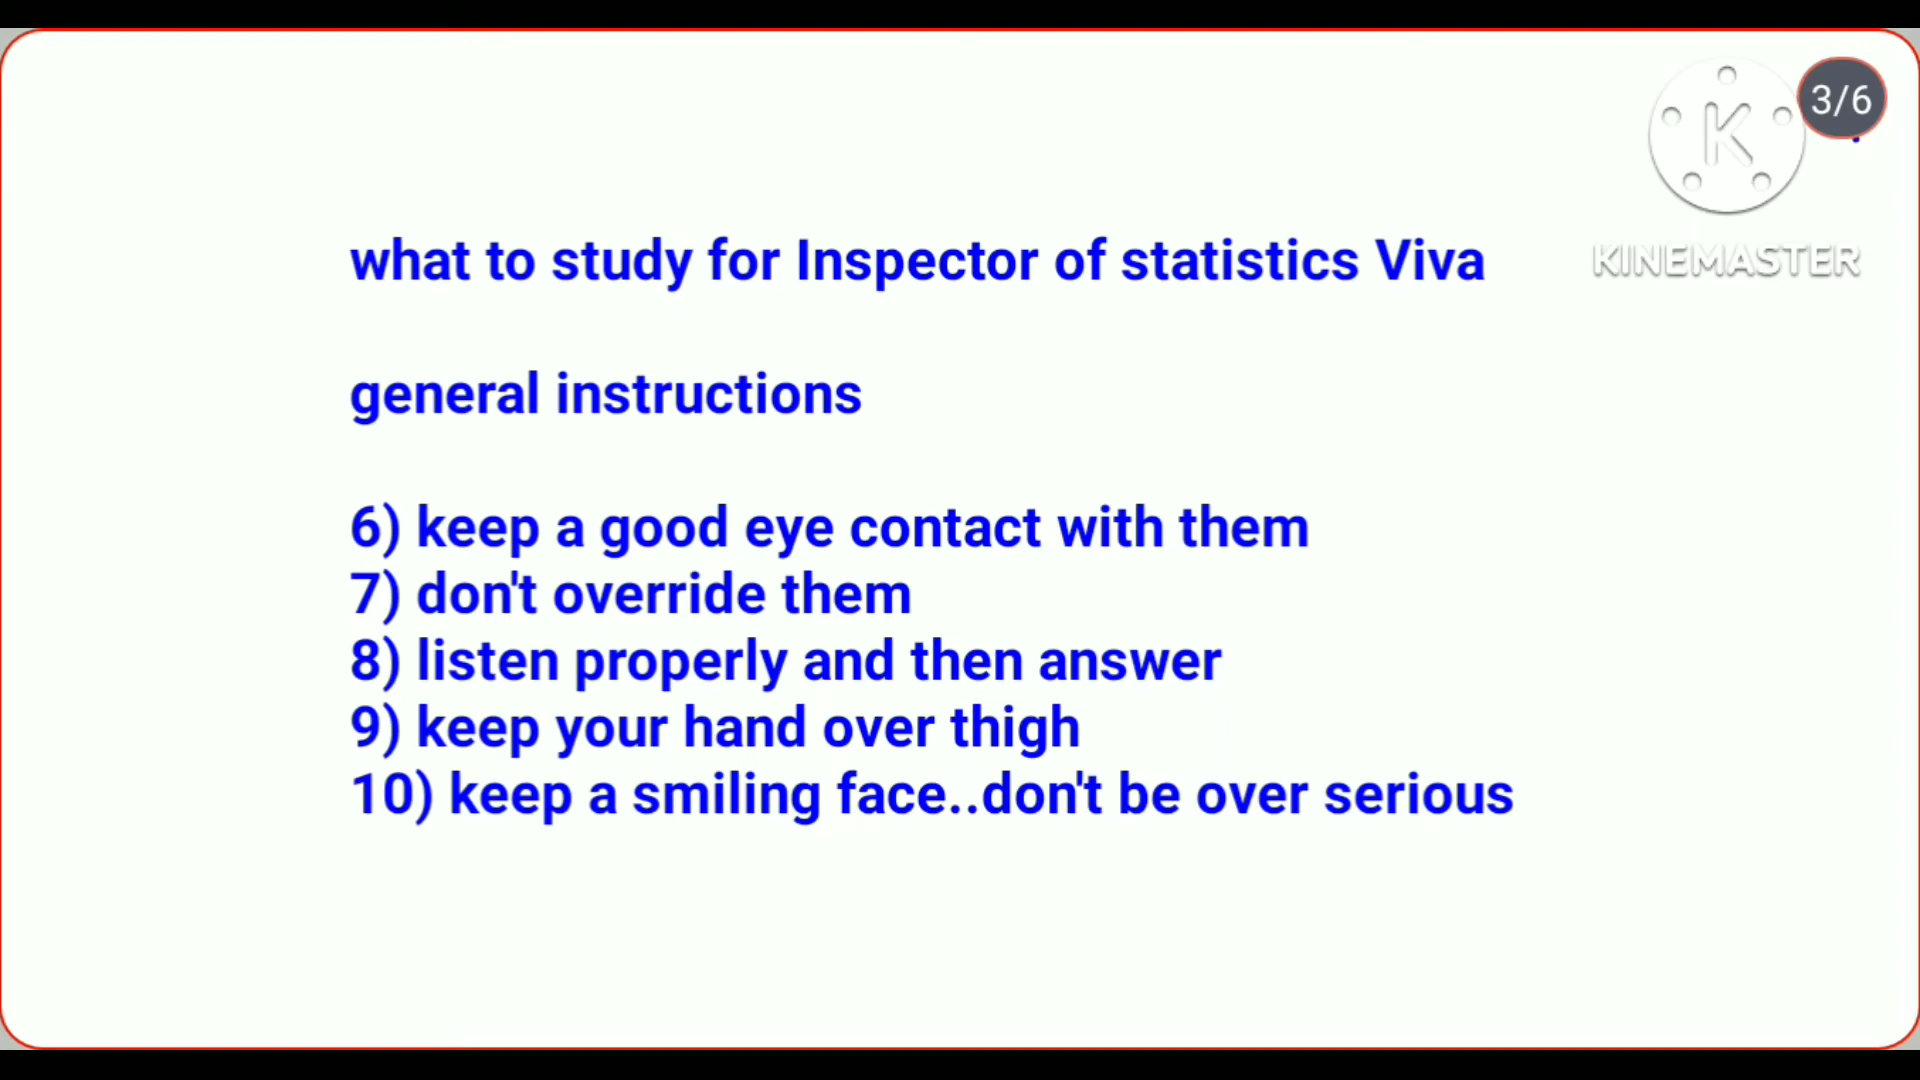 3/6
K
KINEMASTER
what to study for Inspector of statistics Viva
general instructions
6) keep a good eye contact with them
7) don't override them
8) listen properly and then answer
9) keep your hand over thigh
10) keep a smiling face..don't be over serious